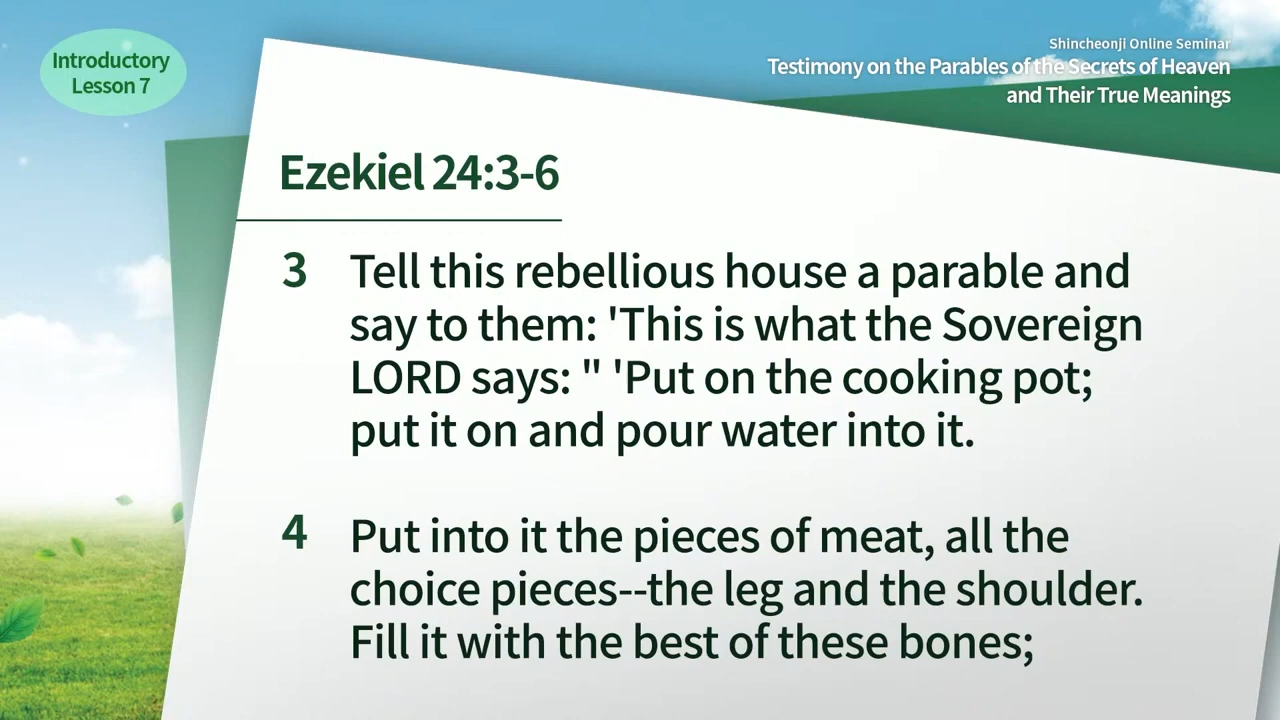 Introductory
Lesson 7
Shincheonji Online Seminar
Testimony on the Parables of the Secrets of Heaven
and Their True Meanings
Ezekiel 24:3-6
3 Tell this rebellious house a parable and
say to them: 'This is what the Sovereign
LORD says: " 'Put on the cooking pot;
put it on and pour water into it.
4 Put into it the pieces of meat, all the
choice pieces--the leg and the shoulder.
Fill it with the best of these bones;